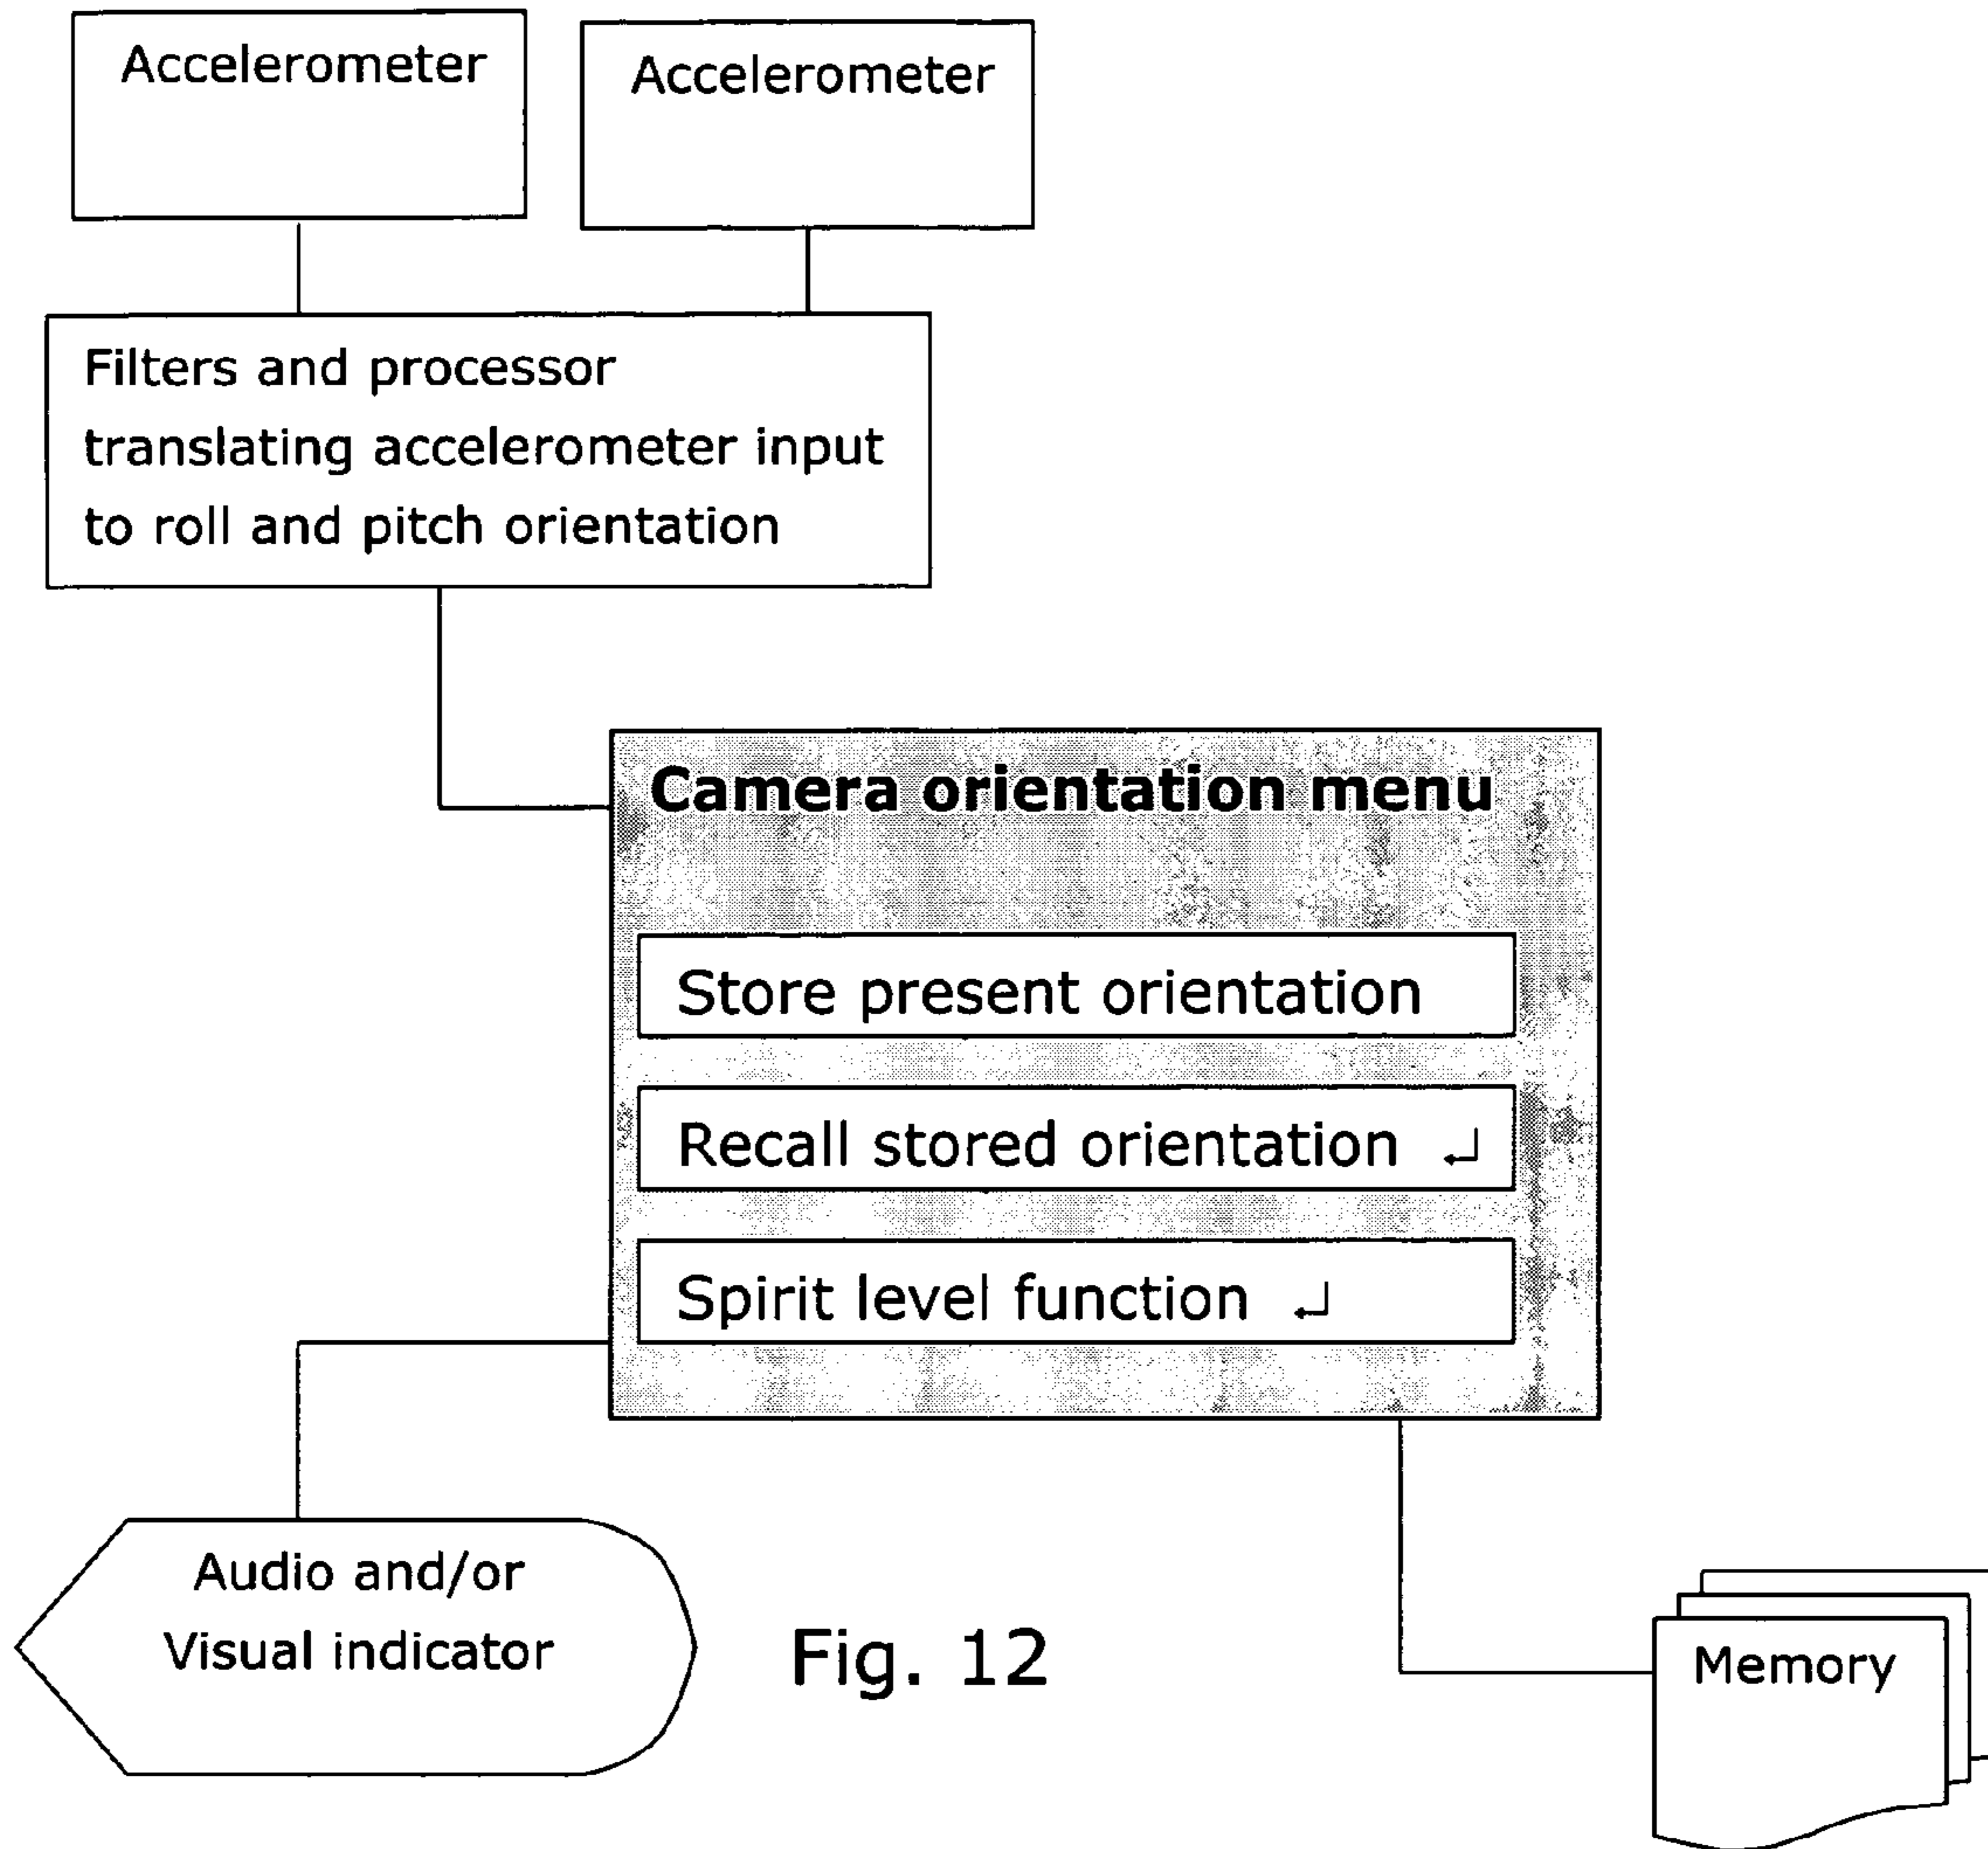 Accelerometer
Accelerometer
Filters and processor
translating accelerometer input
to roll and pitch orientation
Camera orientation menu
Store present orientation
Recall stored orientation ↵
Spirit level function ↵
Audio and/or
Visual indicator
Fig. 12
Memory